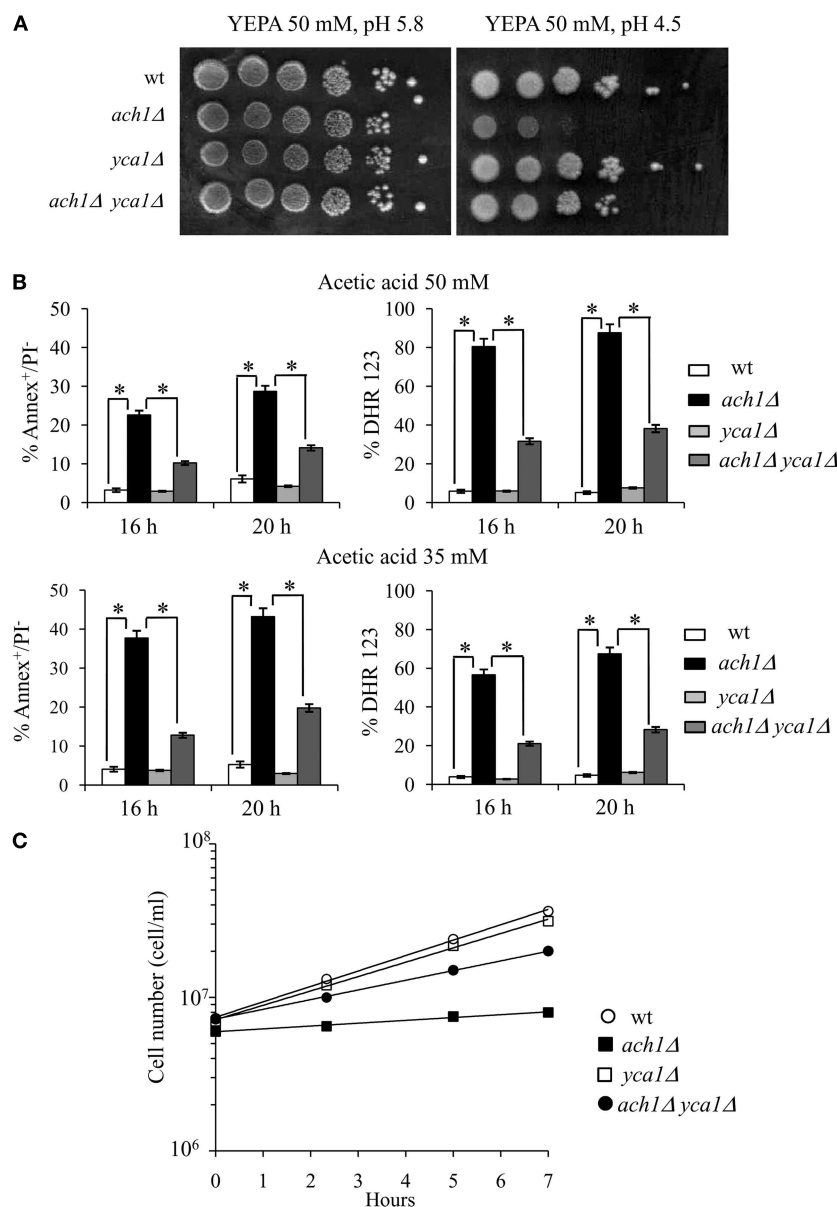 A
YEPA 50 mM, pH 5.8
YEPA 50 mM, pH 4.5
wt
ach1Δ
yca1Δ
ach1Δ yca1Δ
B
Acetic acid 50 mM
% Annex+/PI-
50
40
30
20
10
0
* * * *
16 h
20 h
% DHR 123
100
80
60
40
20
0
* * * *
16 h
20 h
wt
ach1Δ
yca1Δ
ach1Δ yca1Δ
Acetic acid 35 mM
% Annex+/PI-
50
40
30
20
10
0
* * * *
16 h
20 h
% DHR 123
100
80
60
40
20
0
* * * *
16 h
20 h
wt
ach1Δ
yca1Δ
ach1Δ yca1Δ
C
Cell number (cell/ml)
10^8
10^7
10^6
0 1 2 3 4 5 6 7
Hours
wt
ach1Δ
yca1Δ
ach1Δ yca1Δ